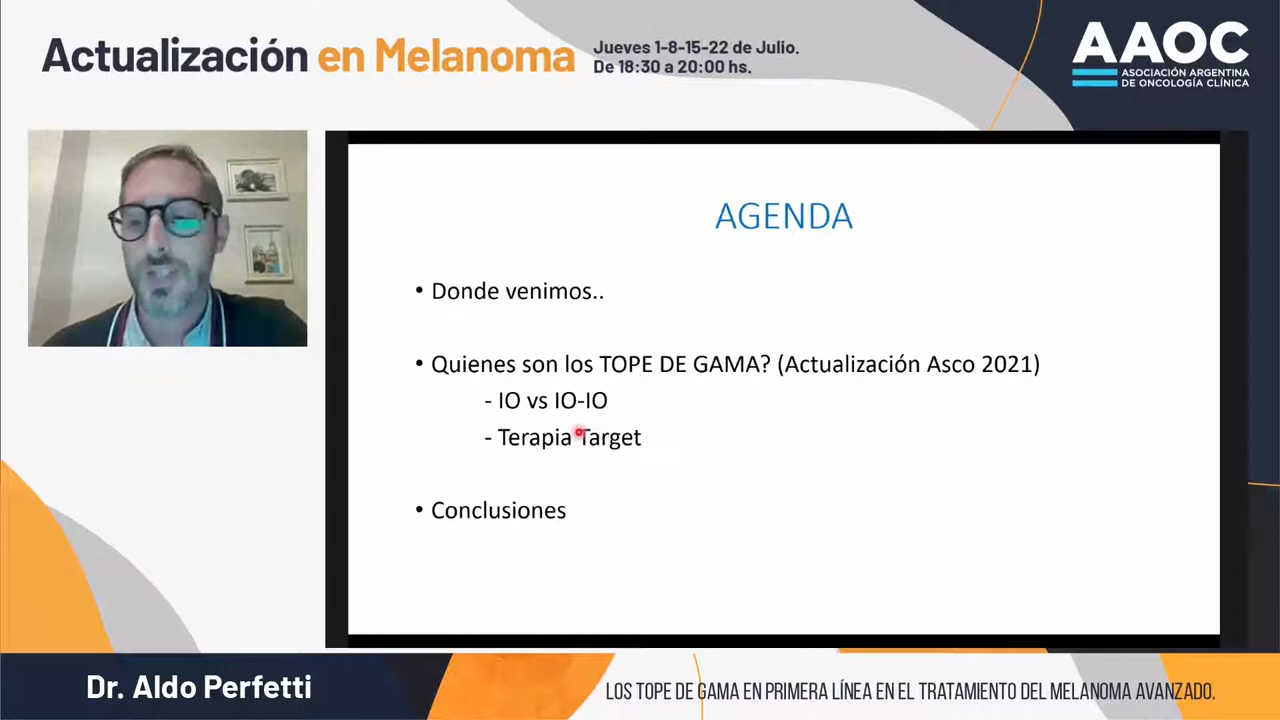 Actualización en Melanoma
Jueves 1-8-15-22 de Julio.
De 18:30 a 20:00 hs.
AAOC
ASOCIACIÓN ARGENTINA
DE ONCOLOGÍA CLÍNICA
AGENDA
• Donde venimos..
• Quienes son los TOPE DE GAMA? (Actualización Asco 2021)
- IO vs IO-IO
- Terapia Target
• Conclusiones
Dr. Aldo Perfetti
LOS TOPE DE GAMA EN PRIMERA LÍNEA EN EL TRATAMIENTO DEL MELANOMA AVANZADO.